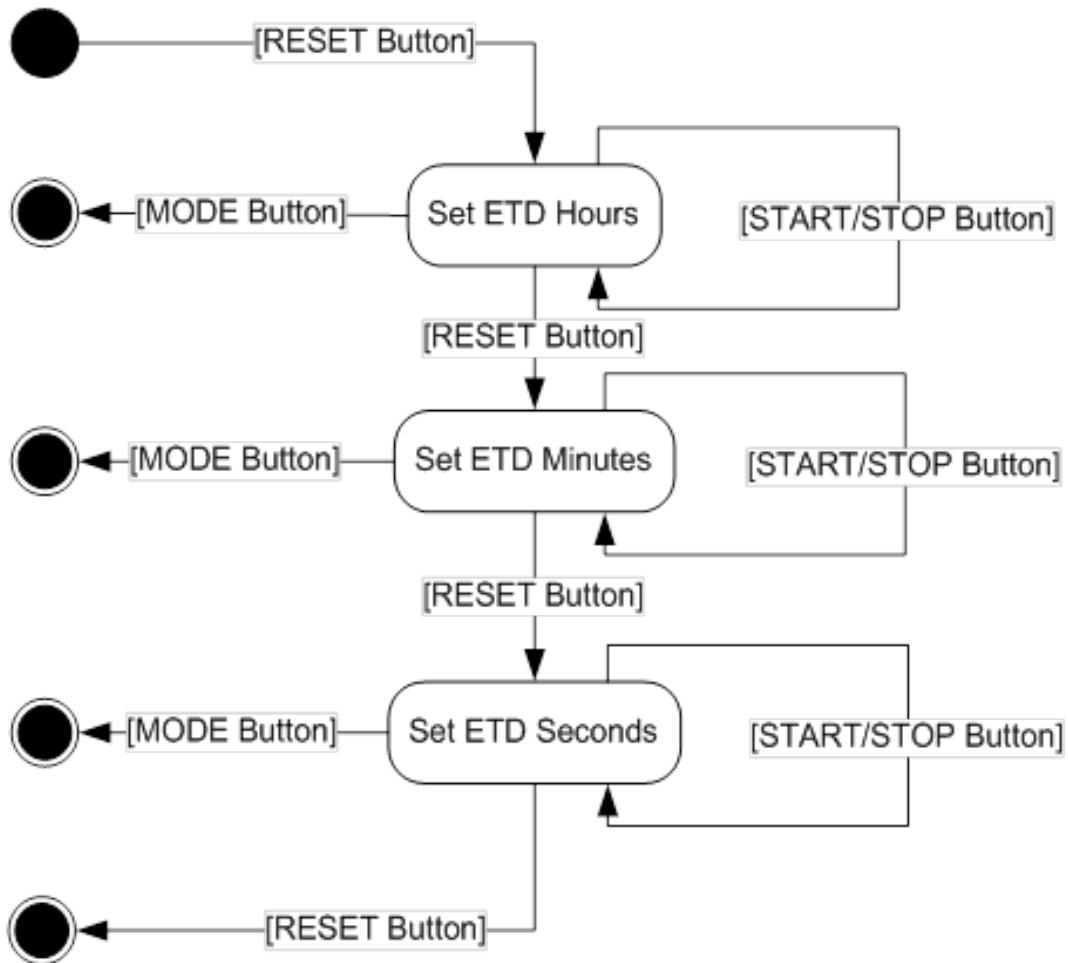 [RESET Button]
[MODE Button]
Set ETD Hours
[START/STOP Button]
[RESET Button]
[MODE Button]
Set ETD Minutes
[START/STOP Button]
[RESET Button]
[MODE Button]
Set ETD Seconds
[START/STOP Button]
[RESET Button]